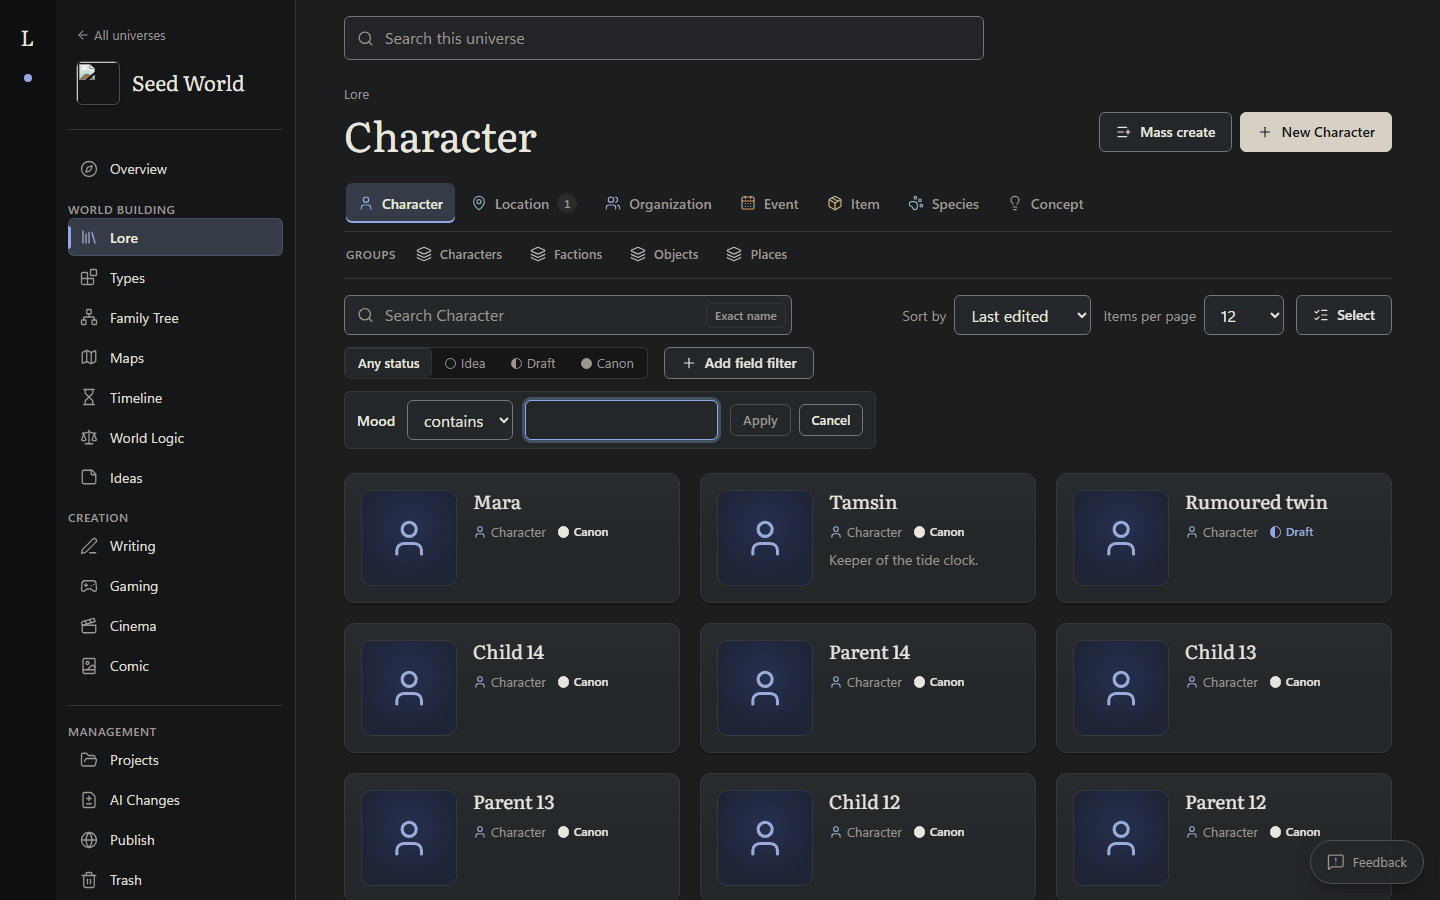 L
All universes
Seed World
Overview
WORLD BUILDING
Lore
Types
Family Tree
Maps
Timeline
World Logic
Ideas
CREATION
Writing
Gaming
Cinema
Comic
MANAGEMENT
Projects
AI Changes
Publish
Trash
Search this universe
Lore
Character
Mass create
New Character
Character
Location 1
Organization
Event
Item
Species
Concept
GROUPS
Characters
Factions
Objects
Places
Search Character
Exact name
Sort by
Last edited
Items per page
12
Select
Any status
Idea
Draft
Canon
Add field filter
Mood
contains
Apply
Cancel
Mara
Character Canon
Tamsin
Character Canon
Keeper of the tide clock.
Rumoured twin
Character Draft
Child 14
Character Canon
Parent 14
Character Canon
Child 13
Character Canon
Parent 13
Character Canon
Child 12
Character Canon
Parent 12
Character Canon
Feedback